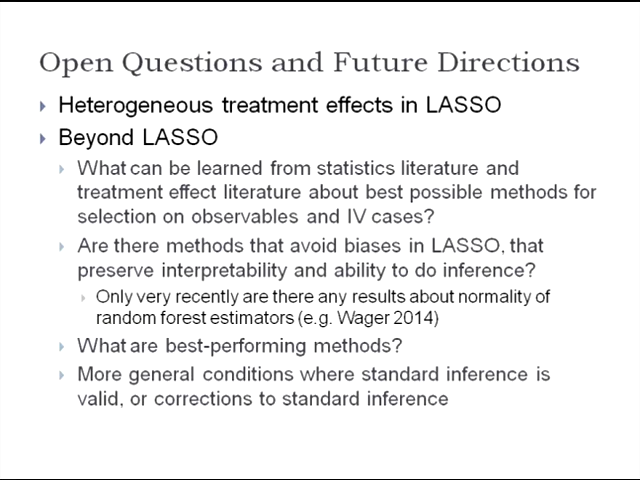 Open Questions and Future Directions
Heterogeneous treatment effects in LASSO
Beyond LASSO
What can be learned from statistics literature and
treatment effect literature about best possible methods for
selection on observables and IV cases?
Are there methods that avoid biases in LASSO, that
preserve interpretability and ability to do inference?
Only very recently are there any results about normality of
random forest estimators (e.g. Wager 2014)
What are best-performing methods?
More general conditions where standard inference is
valid, or corrections to standard inference